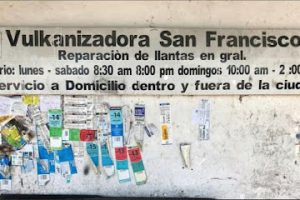 Vulkanizadora San Francisco
Reparación de llantas en gral.
rio: lunes - sabado 8:30 am 8:00 pm domingos 10:00 am - 2 :00
ervicio a Domicilio dentro y fuera de la ciud